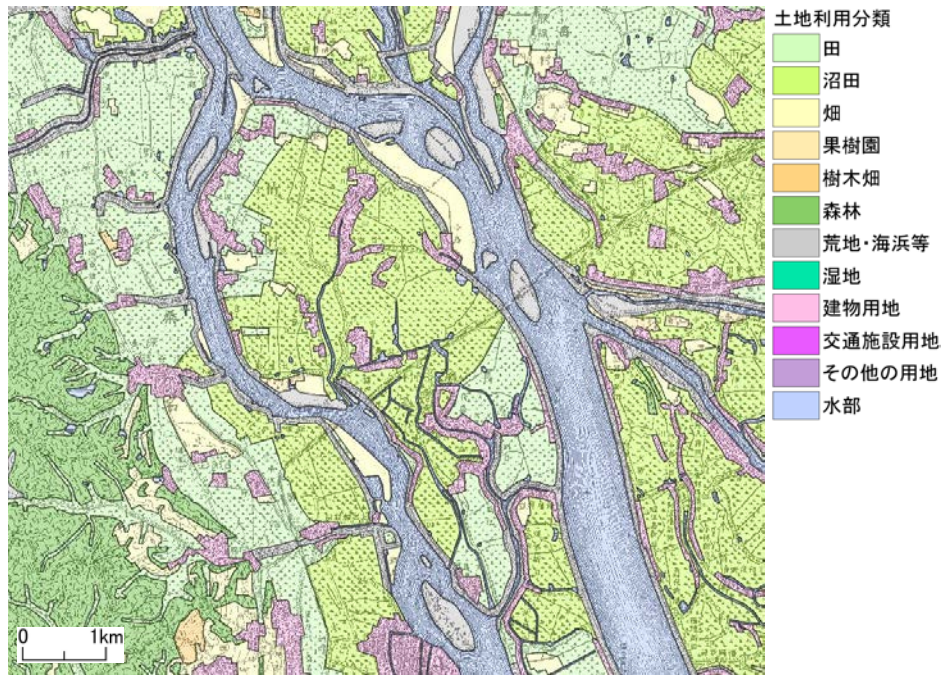 土地利用分類
田
沼田
畑
果樹園
樹木畑
森林
荒地・海浜等
湿地
建物用地
交通施設用地
その他の用地
水部
0 1km